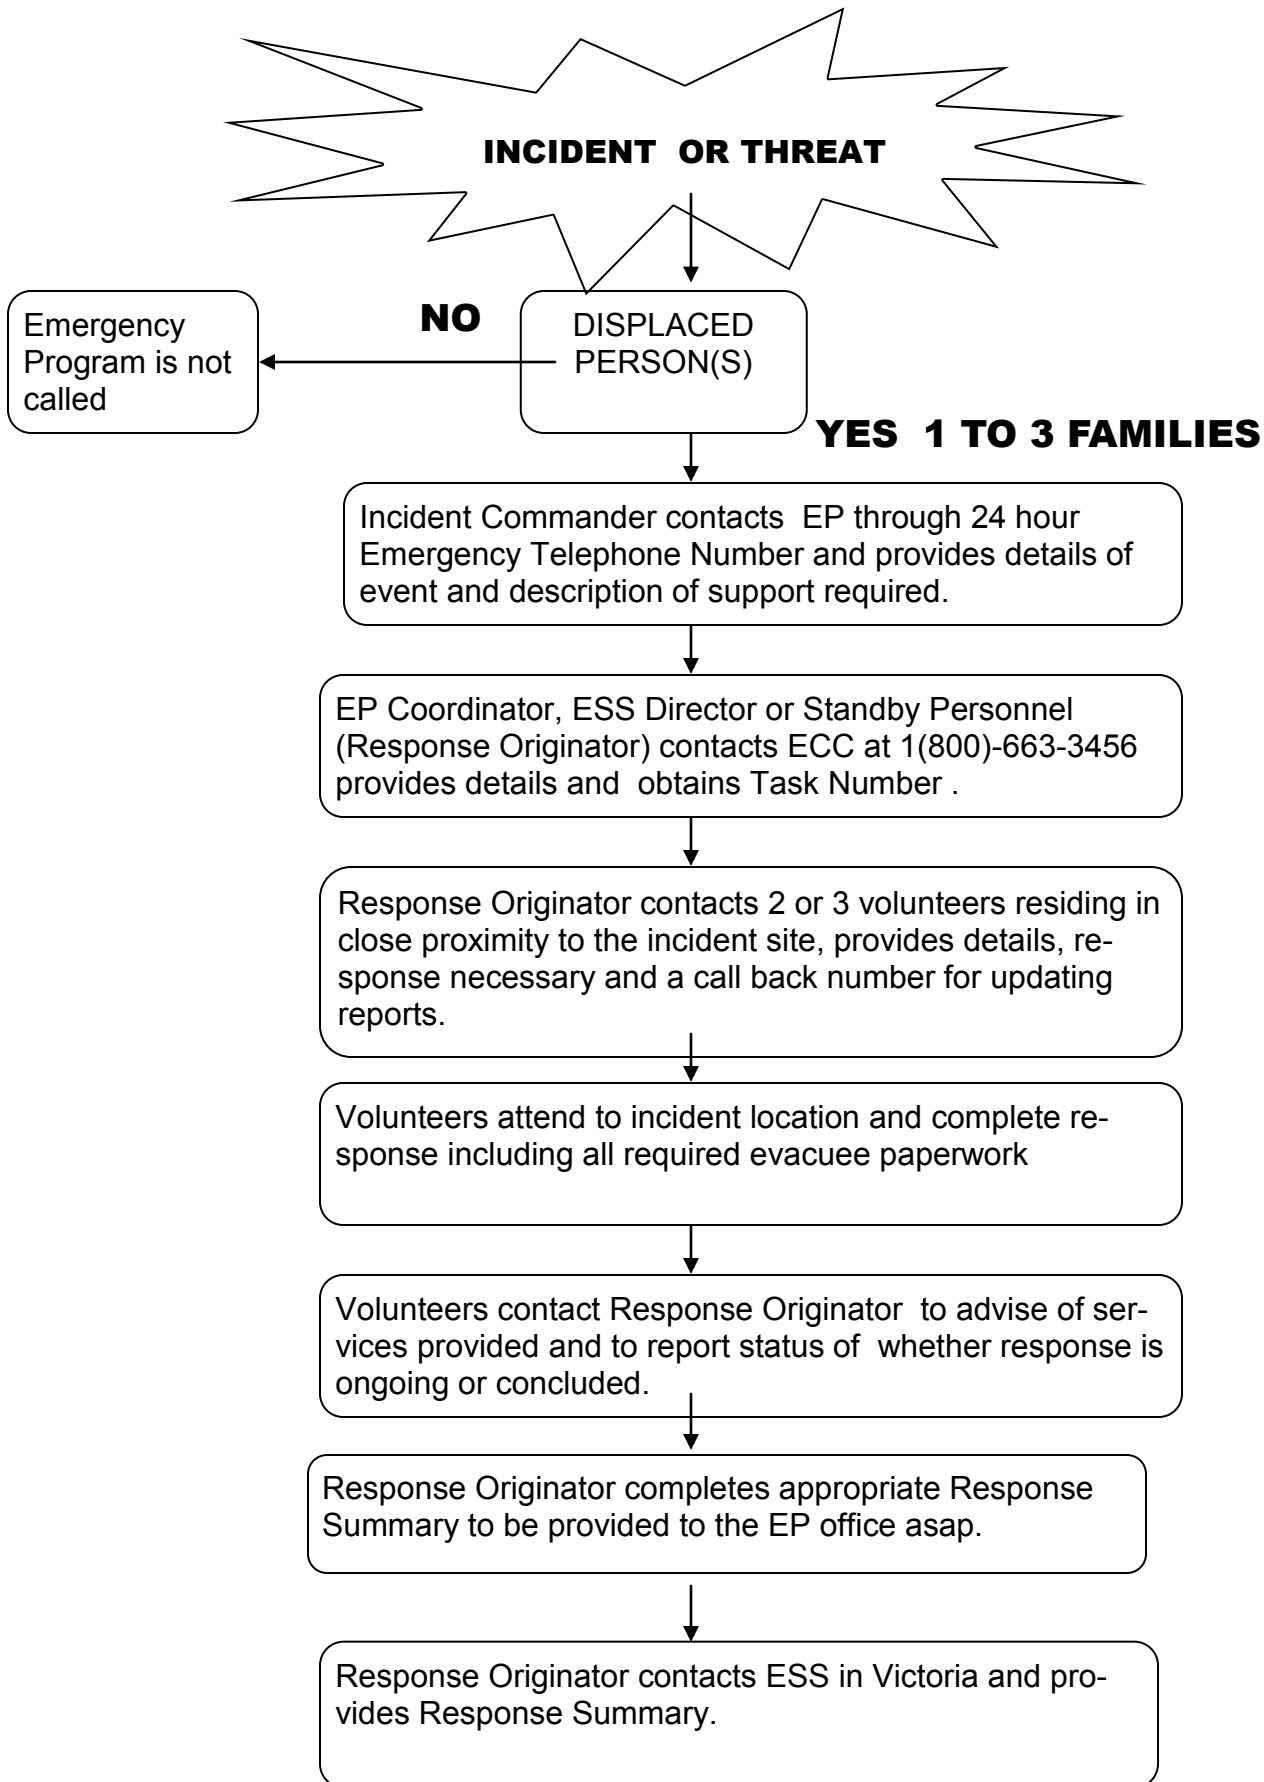 INCIDENT OR THREAT
NO
DISPLACED
PERSON(S)
Emergency
Program is not
called
YES 1 TO 3 FAMILIES
Incident Commander contacts EP through 24 hour
Emergency Telephone Number and provides details of
event and description of support required.
EP Coordinator, ESS Director or Standby Personnel
(Response Originator) contacts ECC at 1(800)-663-3456
provides details and obtains Task Number .
Response Originator contacts 2 or 3 volunteers residing in
close proximity to the incident site, provides details, re-
sponse necessary and a call back number for updating
reports.
Volunteers attend to incident location and complete re-
sponse including all required evacuee paperwork
Volunteers contact Response Originator to advise of ser-
vices provided and to report status of whether response is
ongoing or concluded.
Response Originator completes appropriate Response
Summary to be provided to the EP office asap.
Response Originator contacts ESS in Victoria and pro-
vides Response Summary.